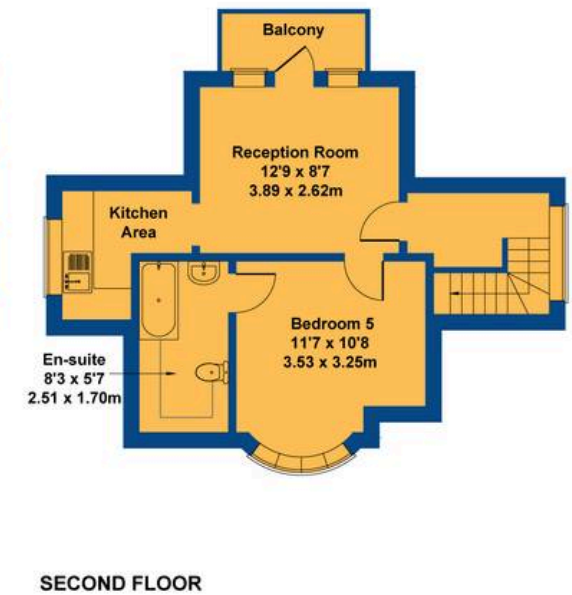 Balcony
Reception Room
12'9 x 8'7
3.89 x 2.62m
Kitchen
Area
Bedroom 5
11'7 x 10'8
3.53 x 3.25m
En-suite
8'3 x 5'7
2.51 x 1.70m
SECOND FLOOR